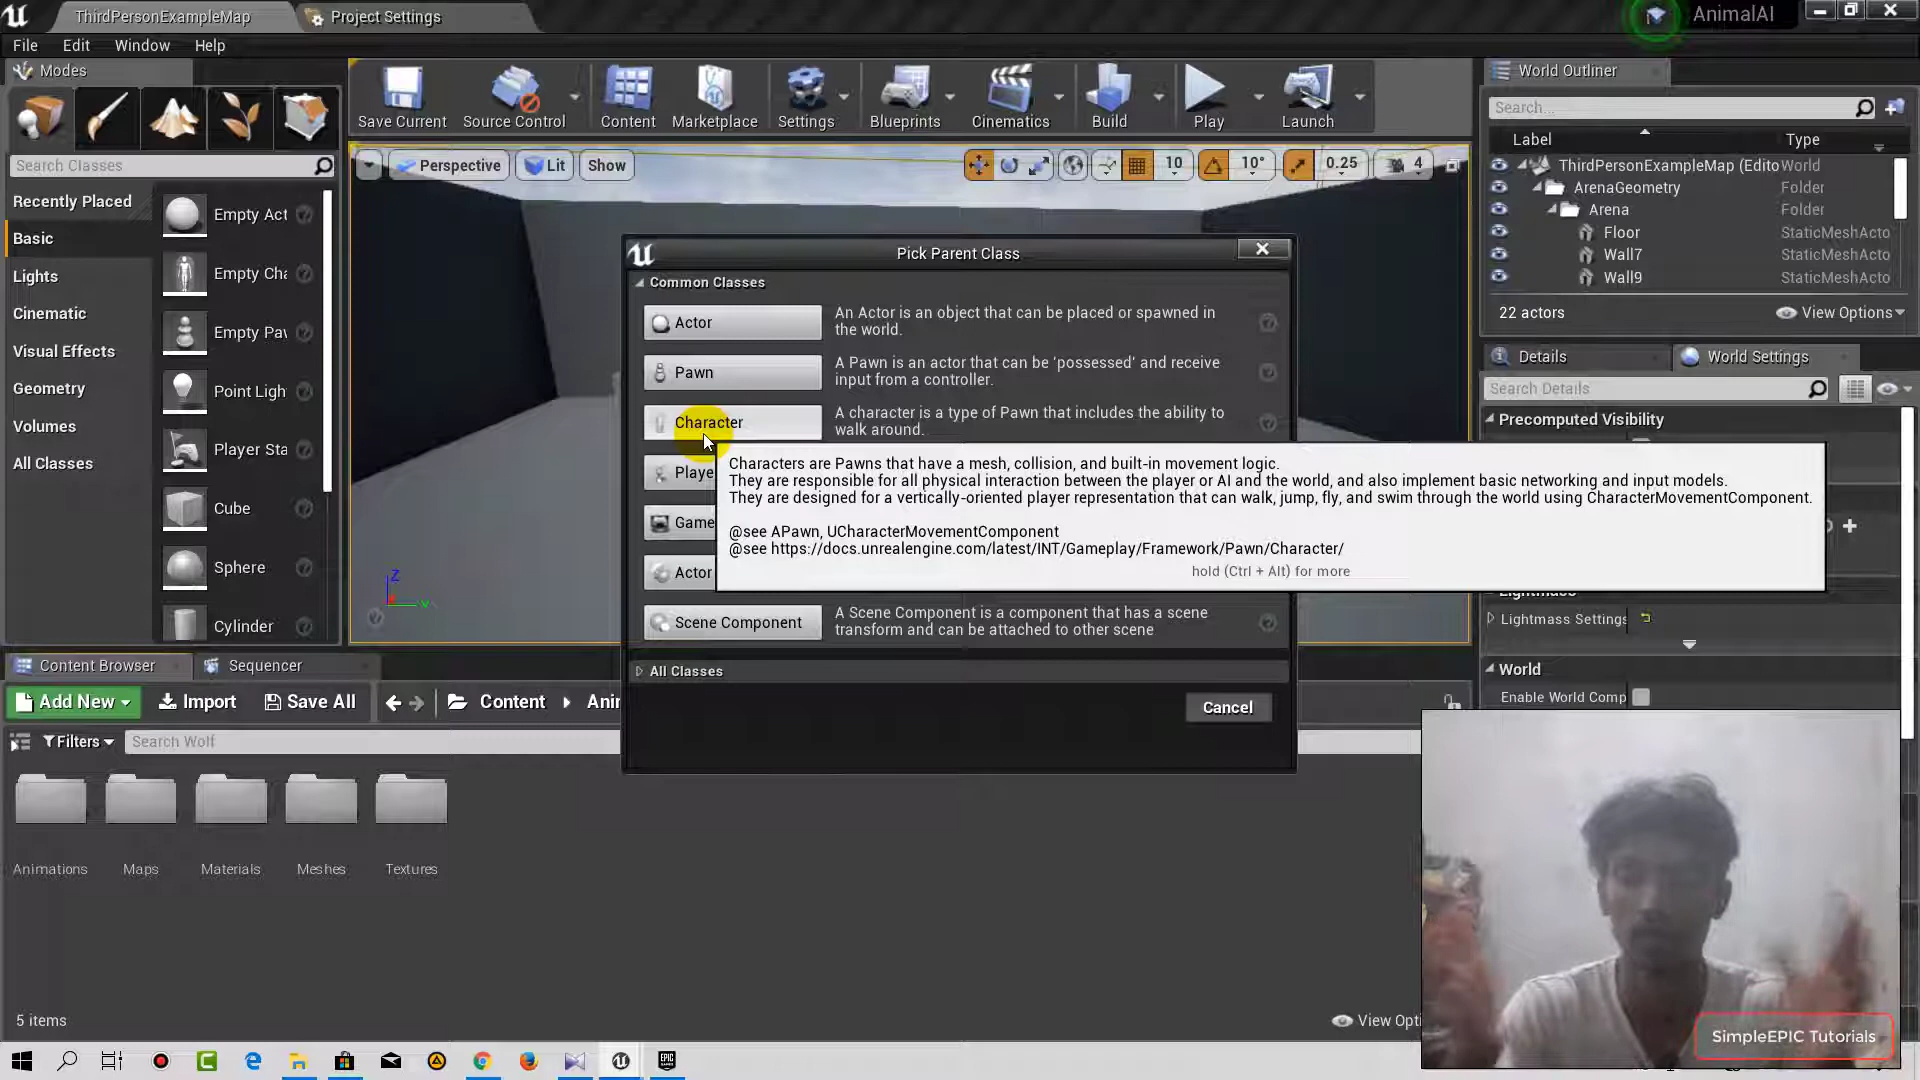 ThirdPersonExampleMap
Project Settings
AnimalAI
File Edit Window Help
Modes
Search Classes
Recently Placed
Basic
Lights
Cinematic
Visual Effects
Geometry
Volumes
All Classes
Empty Act
Empty Cha
Empty Pav
Point Ligh
Player Sta
Cube
Sphere
Cylinder
Save Current
Source Control
Content
Marketplace
Settings
Blueprints
Cinematics
Build
Play
Launch
Perspective
Lit
Show
10
10°
0.25
4
Z
Pick Parent Class
Common Classes
Actor
An Actor is an object that can be placed or spawned in
the world.
Pawn
A Pawn is an actor that can be 'possessed' and receive
input from a controller.
Character
A character is a type of Pawn that includes the ability to
walk around.
Playe
Game
Actor
Characters are Pawns that have a mesh, collision, and built-in movement logic.
They are responsible for all physical interaction between the player or AI and the world, and also implement basic networking and input models.
They are designed for a vertically-oriented player representation that can walk, jump, fly, and swim through the world using CharacterMovementComponent.
@see APawn, UCharacterMovementComponent
@see https://docs.unrealengine.com/latest/INT/Gameplay/Framework/Pawn/Character/
hold (Ctrl + Alt) for more
Scene Component
A Scene Component is a component that has a scene
transform and can be attached to other scene
All Classes
Cancel
World Outliner
Search...
Label Type
ThirdPersonExampleMap (Edito World
ArenaGeometry Folder
Arena Folder
Floor StaticMeshActo
Wall7 StaticMeshActo
Wall9 StaticMeshActo
22 actors
View Options
Details
World Settings
Search Details
Precomputed Visibility
Lightmass Settings
World
Enable World Comp
Content Browser
Sequencer
Add New
Import
Save All
Content
Ani
Filters
Search Wolf
Animations
Maps
Materials
Meshes
Textures
5 items
View Opti
SimpleEPIC Tutorials